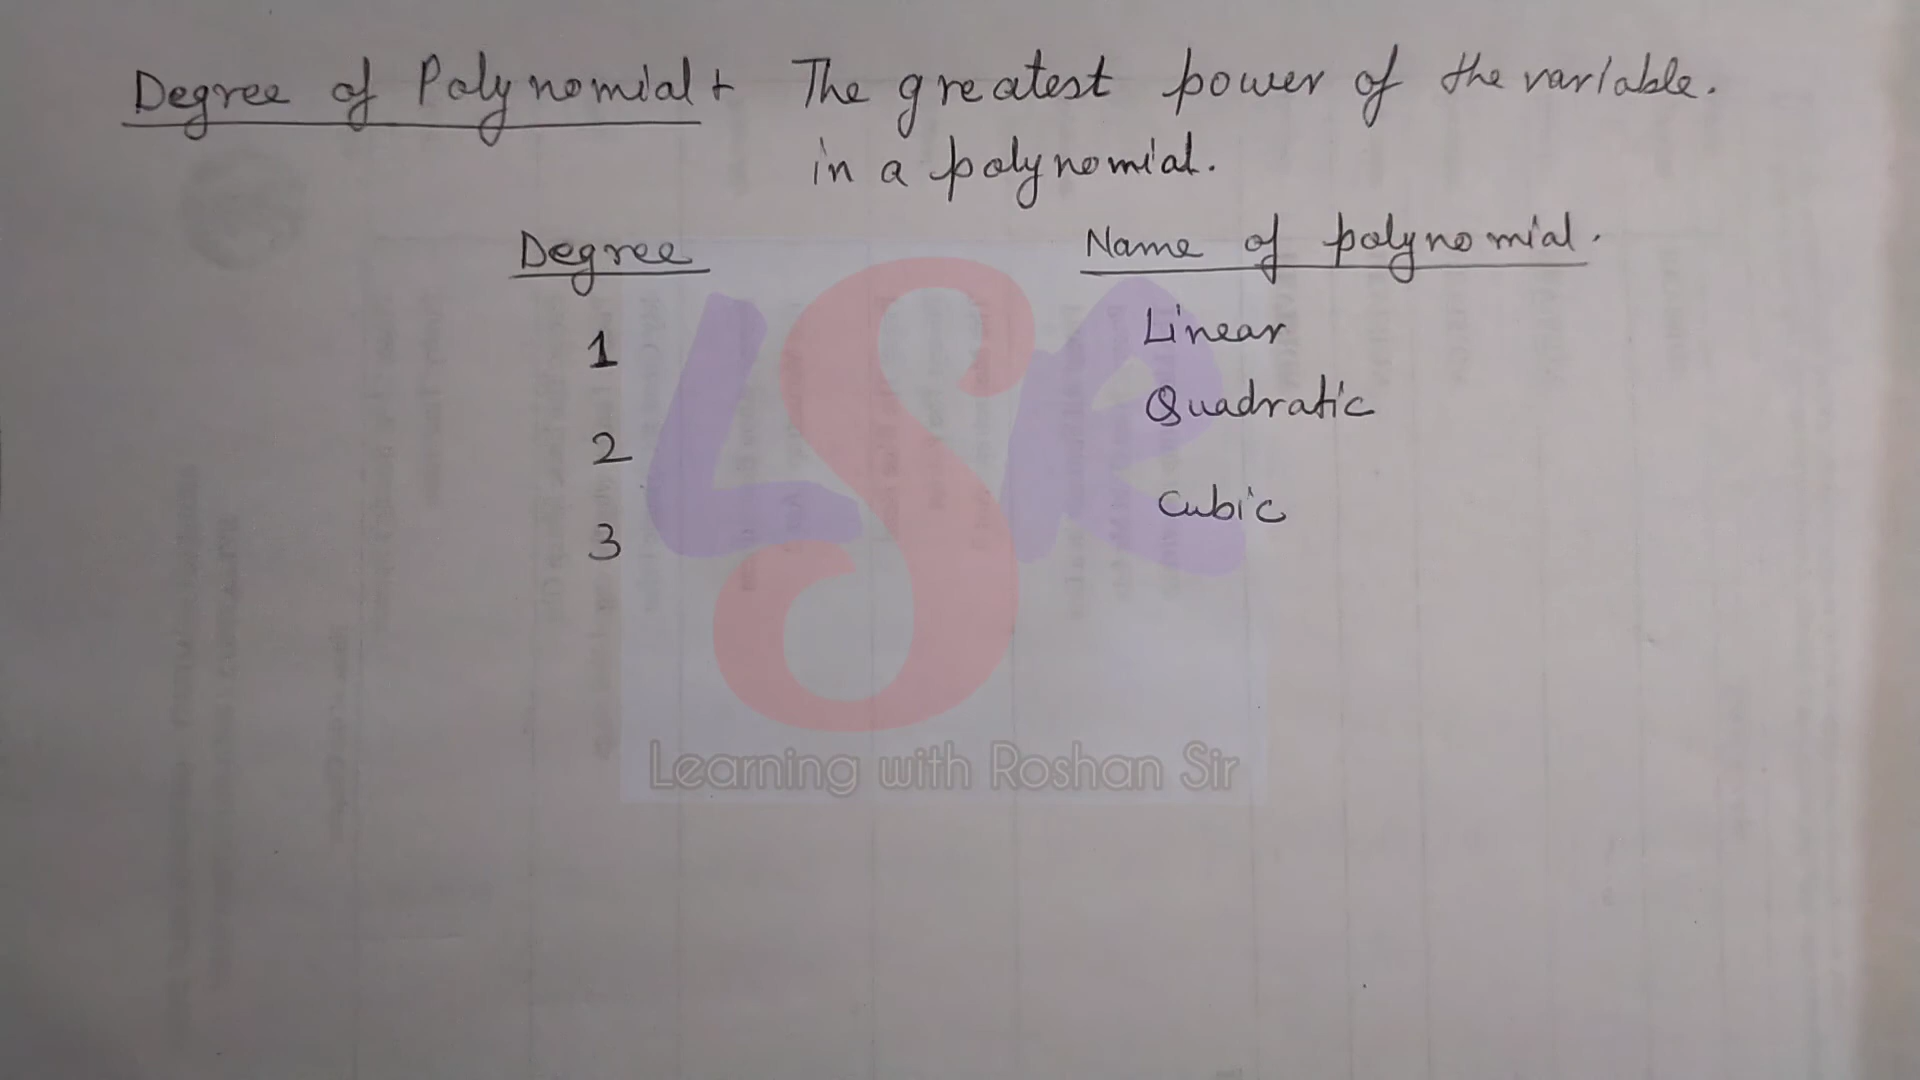 Degree of Polynomial + The greatest power of the variable.
in a polynomial.
Degree Name of polynomial.
1 Linear
2 Quadratic
3 Cubic
LSR
Learning with Roshan Sir